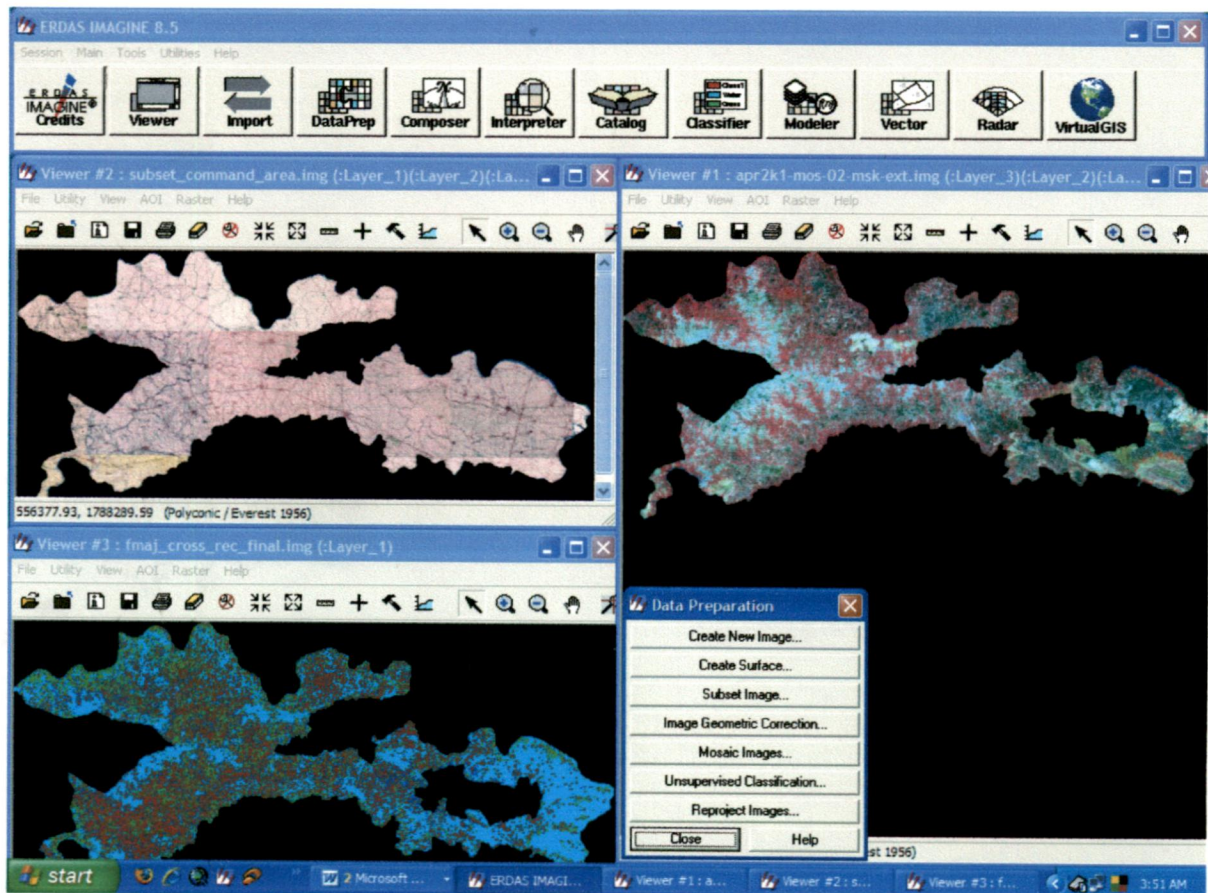 ERDAS IMAGINE 8.5
Session Main Tools Utilities Help
ERDAS
IMAGINE®
Credits
Viewer
Import
DataPrep
Composer
Interpreter
Catalog
Class1
Water
Classifier
Modeler
Vector
Radar
VirtualGIS
Viewer #2 : subset_command_area.img (:Layer_1)(:Layer_2)(:La...
File Utility View AOI Raster Help
556377.93, 1788289.59 (Polyconic / Everest 1956)
Viewer #1 : apr2k1-mos-02-msk-ext.img (:Layer_3)(:Layer_2)(:La...
File Utility View AOI Raster Help
Viewer #3 : fmaj_cross_rec_final.img (:Layer_1)
File Utility View AOI Raster Help
Data Preparation
Create New Image...
Create Surface...
Subset Image...
Image Geometric Correction...
Mosaic Images...
Unsupervised Classification...
Reproject Images...
Close Help
st 1956)
start
2 Microsoft ...
ERDAS IMAGI...
Viewer #1 : a...
Viewer #2 : s...
Viewer #3 : f...
3:51 AM